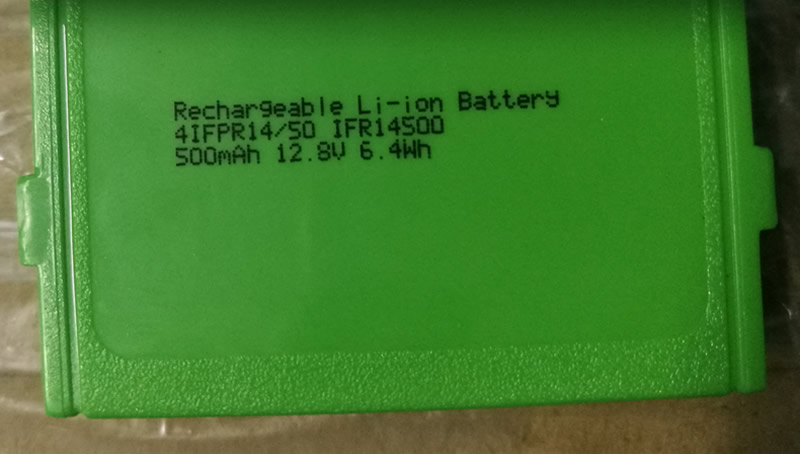 Rechargeable Li-ion Battery
4IFPR14/50 IFR14500
500mAh 12.8V 6.4Wh